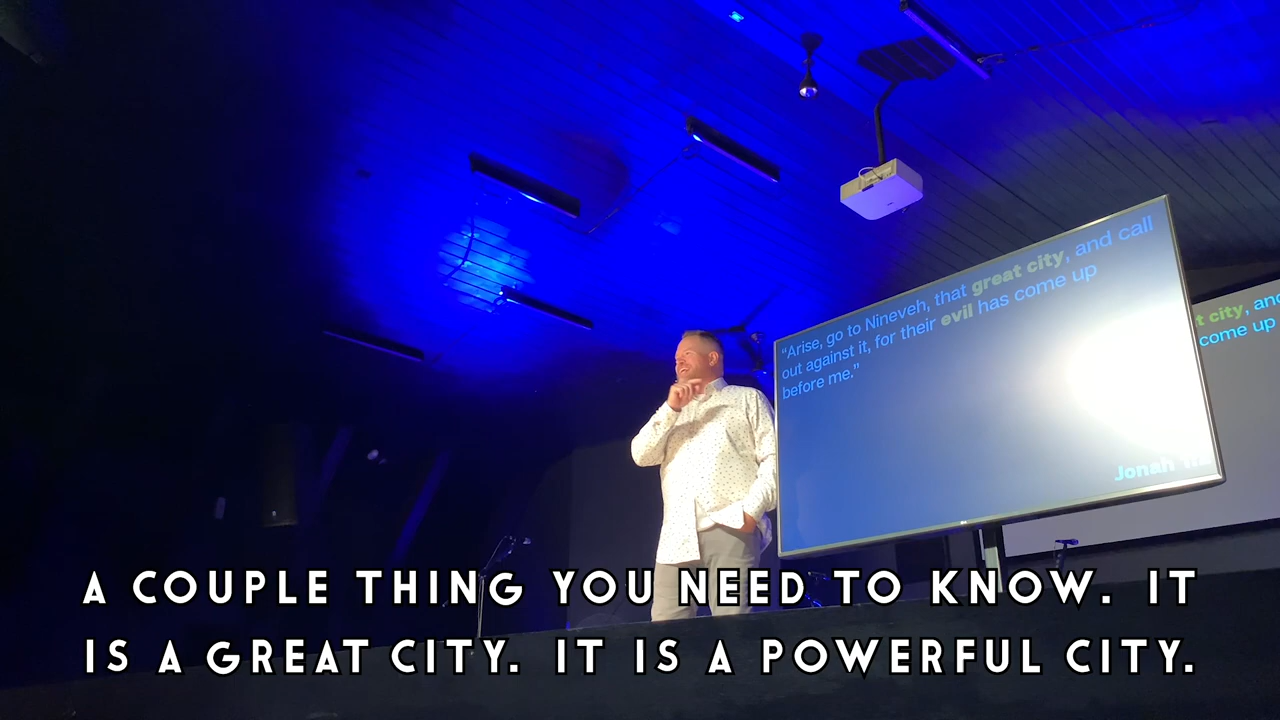 “Arise, go to Nineveh, that great city, and call
out against it, for their evil has come up
before me.”
Jonah
t city, and
come up
A COUPLE THING YOU NEED TO KNOW. IT
IS A GREAT CITY. IT IS A POWERFUL CITY.